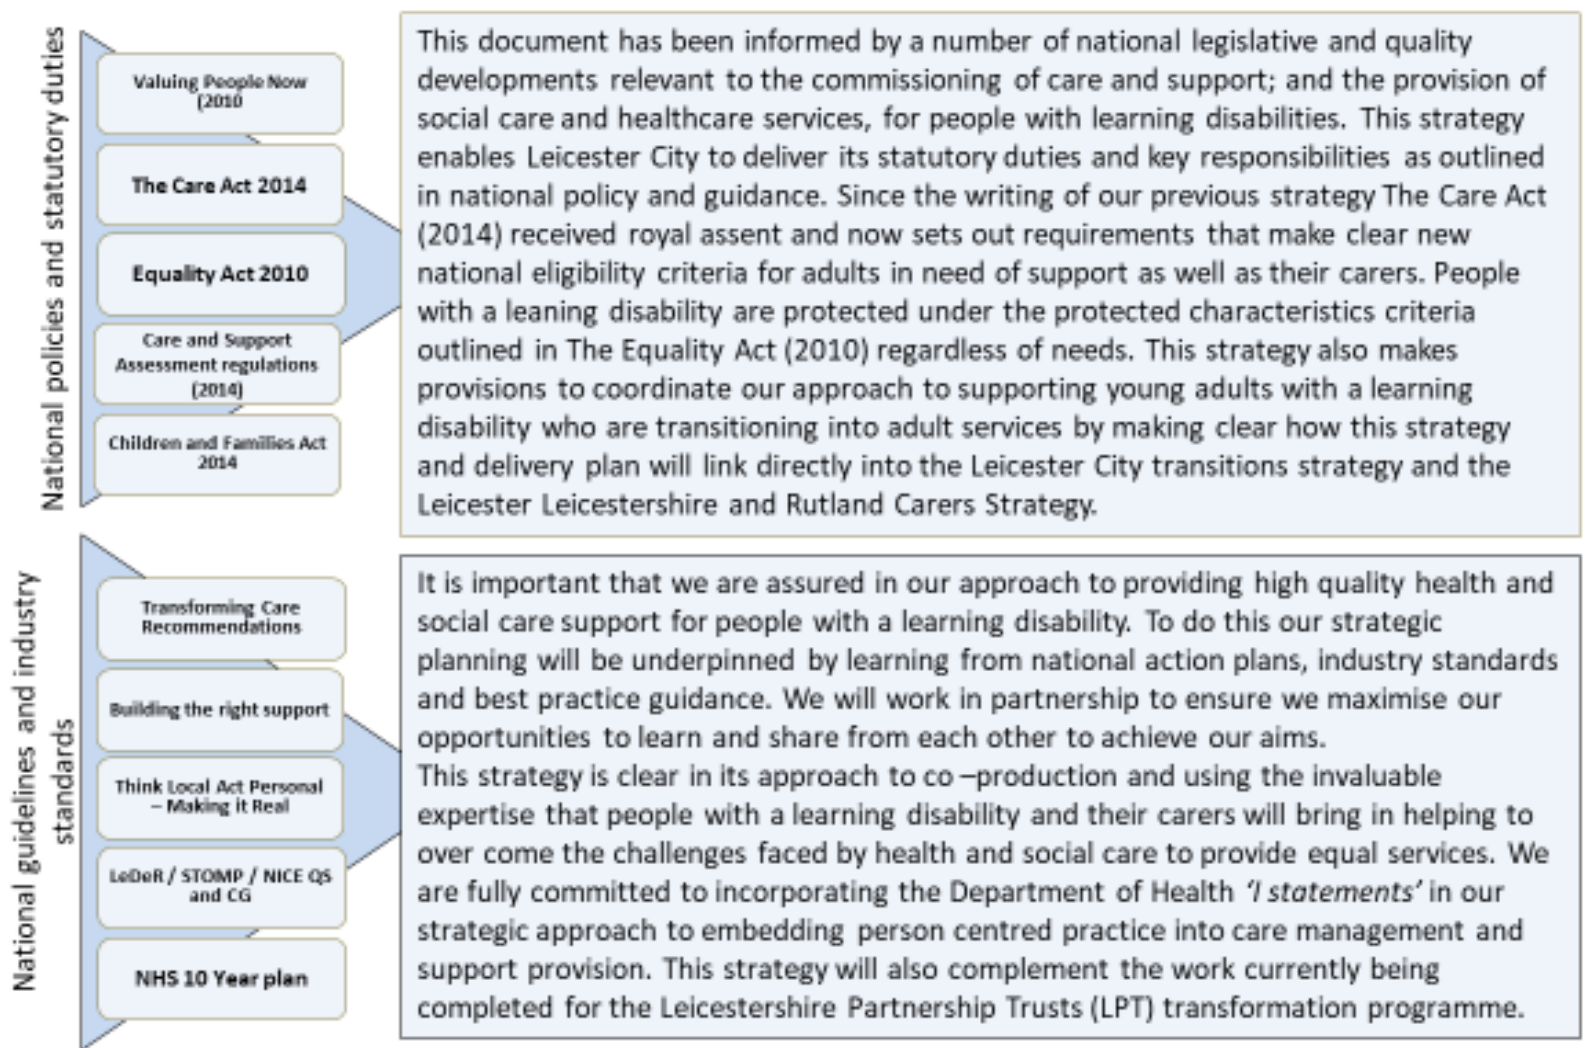 National policies and statutory duties
Valuing People Now
(2010
The Care Act 2014
Equality Act 2010
Care and Support
Assessment regulations
(2014)
Children and Families Act
2014
This document has been informed by a number of national legislative and quality
developments relevant to the commissioning of care and support; and the provision of
social care and healthcare services, for people with learning disabilities. This strategy
enables Leicester City to deliver its statutory duties and key responsibilities as outlined
in national policy and guidance. Since the writing of our previous strategy The Care Act
(2014) received royal assent and now sets out requirements that make clear new
national eligibility criteria for adults in need of support as well as their carers. People
with a leaning disability are protected under the protected characteristics criteria
outlined in The Equality Act (2010) regardless of needs. This strategy also makes
provisions to coordinate our approach to supporting young adults with a learning
disability who are transitioning into adult services by making clear how this strategy
and delivery plan will link directly into the Leicester City transitions strategy and the
Leicester Leicestershire and Rutland Carers Strategy.
National guidelines and industry
standards
Transforming Care
Recommendations
Building the right support
Think Local Act Personal
– Making it Real
LeDeR / STOMP / NICE QS
and CG
NHS 10 Year plan
It is important that we are assured in our approach to providing high quality health and
social care support for people with a learning disability. To do this our strategic
planning will be underpinned by learning from national action plans, industry standards
and best practice guidance. We will work in partnership to ensure we maximise our
opportunities to learn and share from each other to achieve our aims.
This strategy is clear in its approach to co –production and using the invaluable
expertise that people with a learning disability and their carers will bring in helping to
over come the challenges faced by health and social care to provide equal services. We
are fully committed to incorporating the Department of Health ‘I statements’ in our
strategic approach to embedding person centred practice into care management and
support provision. This strategy will also complement the work currently being
completed for the Leicestershire Partnership Trusts (LPT) transformation programme.